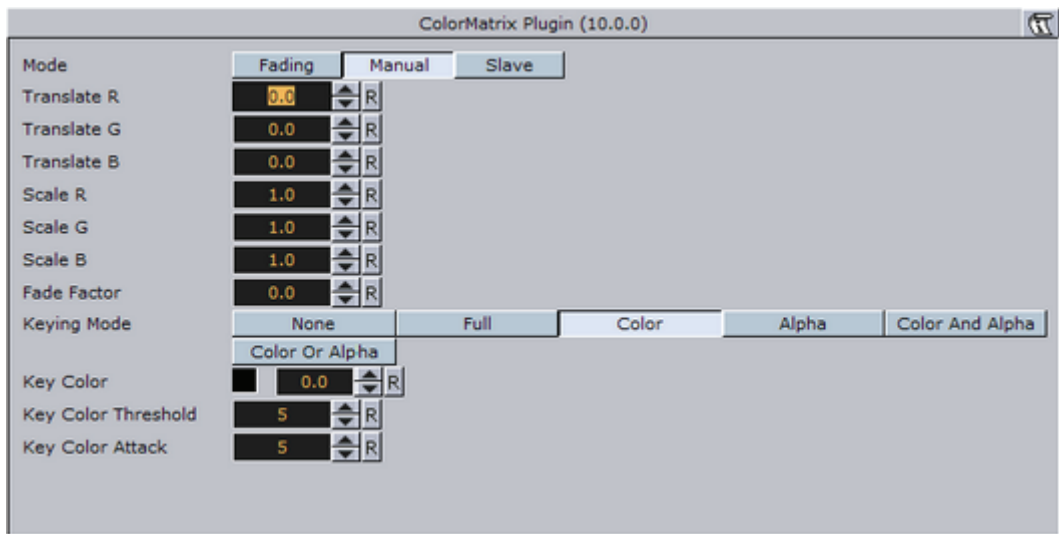 ColorMatrix Plugin (10.0.0)
Mode Fading Manual Slave
Translate R 0.0 R
Translate G 0.0 R
Translate B 0.0 R
Scale R 1.0 R
Scale G 1.0 R
Scale B 1.0 R
Fade Factor 0.0 R
Keying Mode None Full Color Alpha Color And Alpha
Color Or Alpha
Key Color 0.0 R
Key Color Threshold 5 R
Key Color Attack 5 R